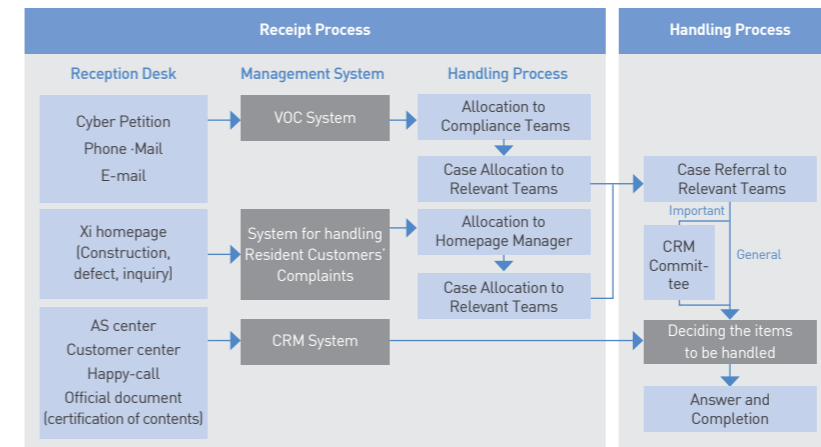 Receipt Process
Handling Process
Reception Desk
Management System
Handling Process
Cyber Petition
Phone ·Mail
E-mail
VOC System
Allocation to
Compliance Teams
Case Allocation to
Relevant Teams
Case Referral to
Relevant Teams
Xi homepage
(Construction,
defect, inquiry)
System for handling
Resident Customers'
Complaints
Allocation to
Homepage Manager
Case Allocation to
Relevant Teams
Important
CRM
Commit-
tee
General
AS center
Customer center
Happy-call
Official document
(certification of contents)
CRM System
Deciding the items
to be handled
Answer and
Completion